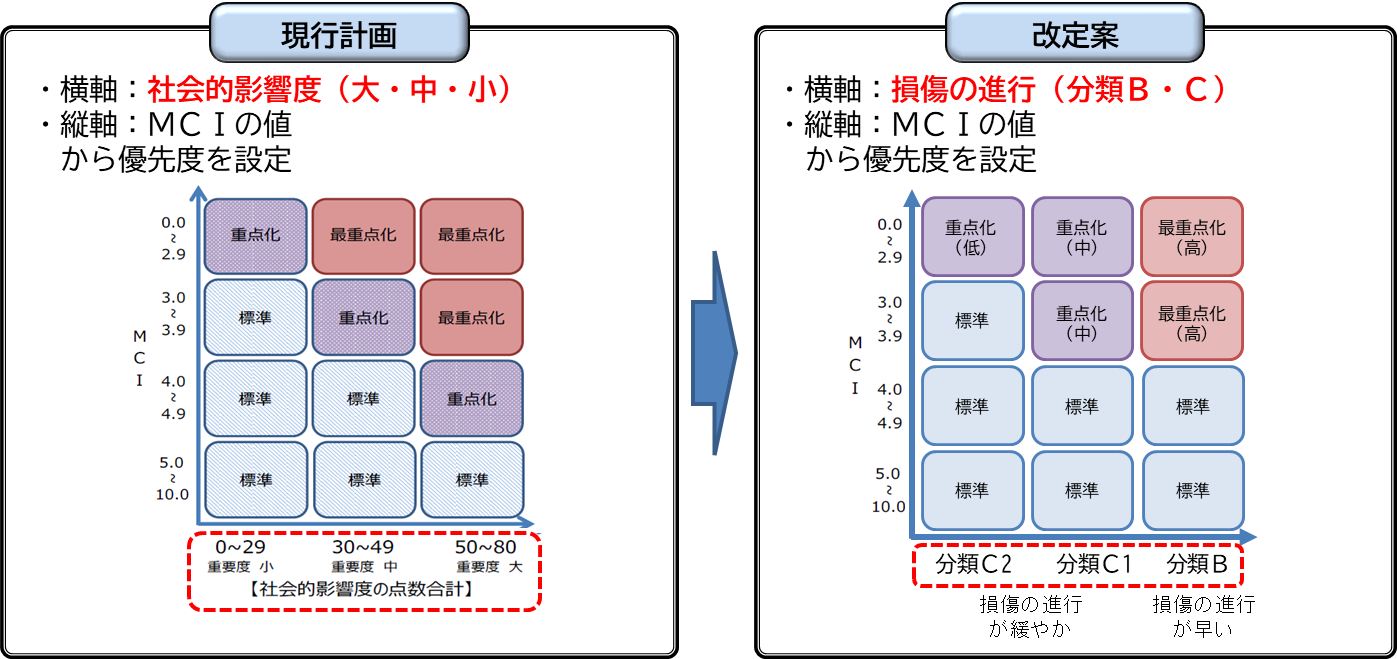 現行計画
・横軸：社会的影響度（大・中・小）
・縦軸：ＭＣＩの値
から優先度を設定
MCI
0.0
~
2.9
重点化
最重点化
最重点化
3.0
~
3.9
標準
重点化
最重点化
4.0
~
4.9
標準
標準
重点化
5.0
~
10.0
標準
標準
標準
0~29
30~49
50~80
重要度 小
重要度 中
重要度 大
【社会的影響度の点数合計】
改定案
・横軸：損傷の進行（分類Ｂ・Ｃ）
・縦軸：ＭＣＩの値
から優先度を設定
MCI
0.0
~
2.9
重点化
（低）
重点化
（中）
最重点化
（高）
3.0
~
3.9
標準
重点化
（中）
最重点化
（高）
4.0
~
4.9
標準
標準
標準
5.0
~
10.0
標準
標準
標準
分類Ｃ2
分類Ｃ1
分類Ｂ
損傷の進行
が緩やか
損傷の進行
が早い